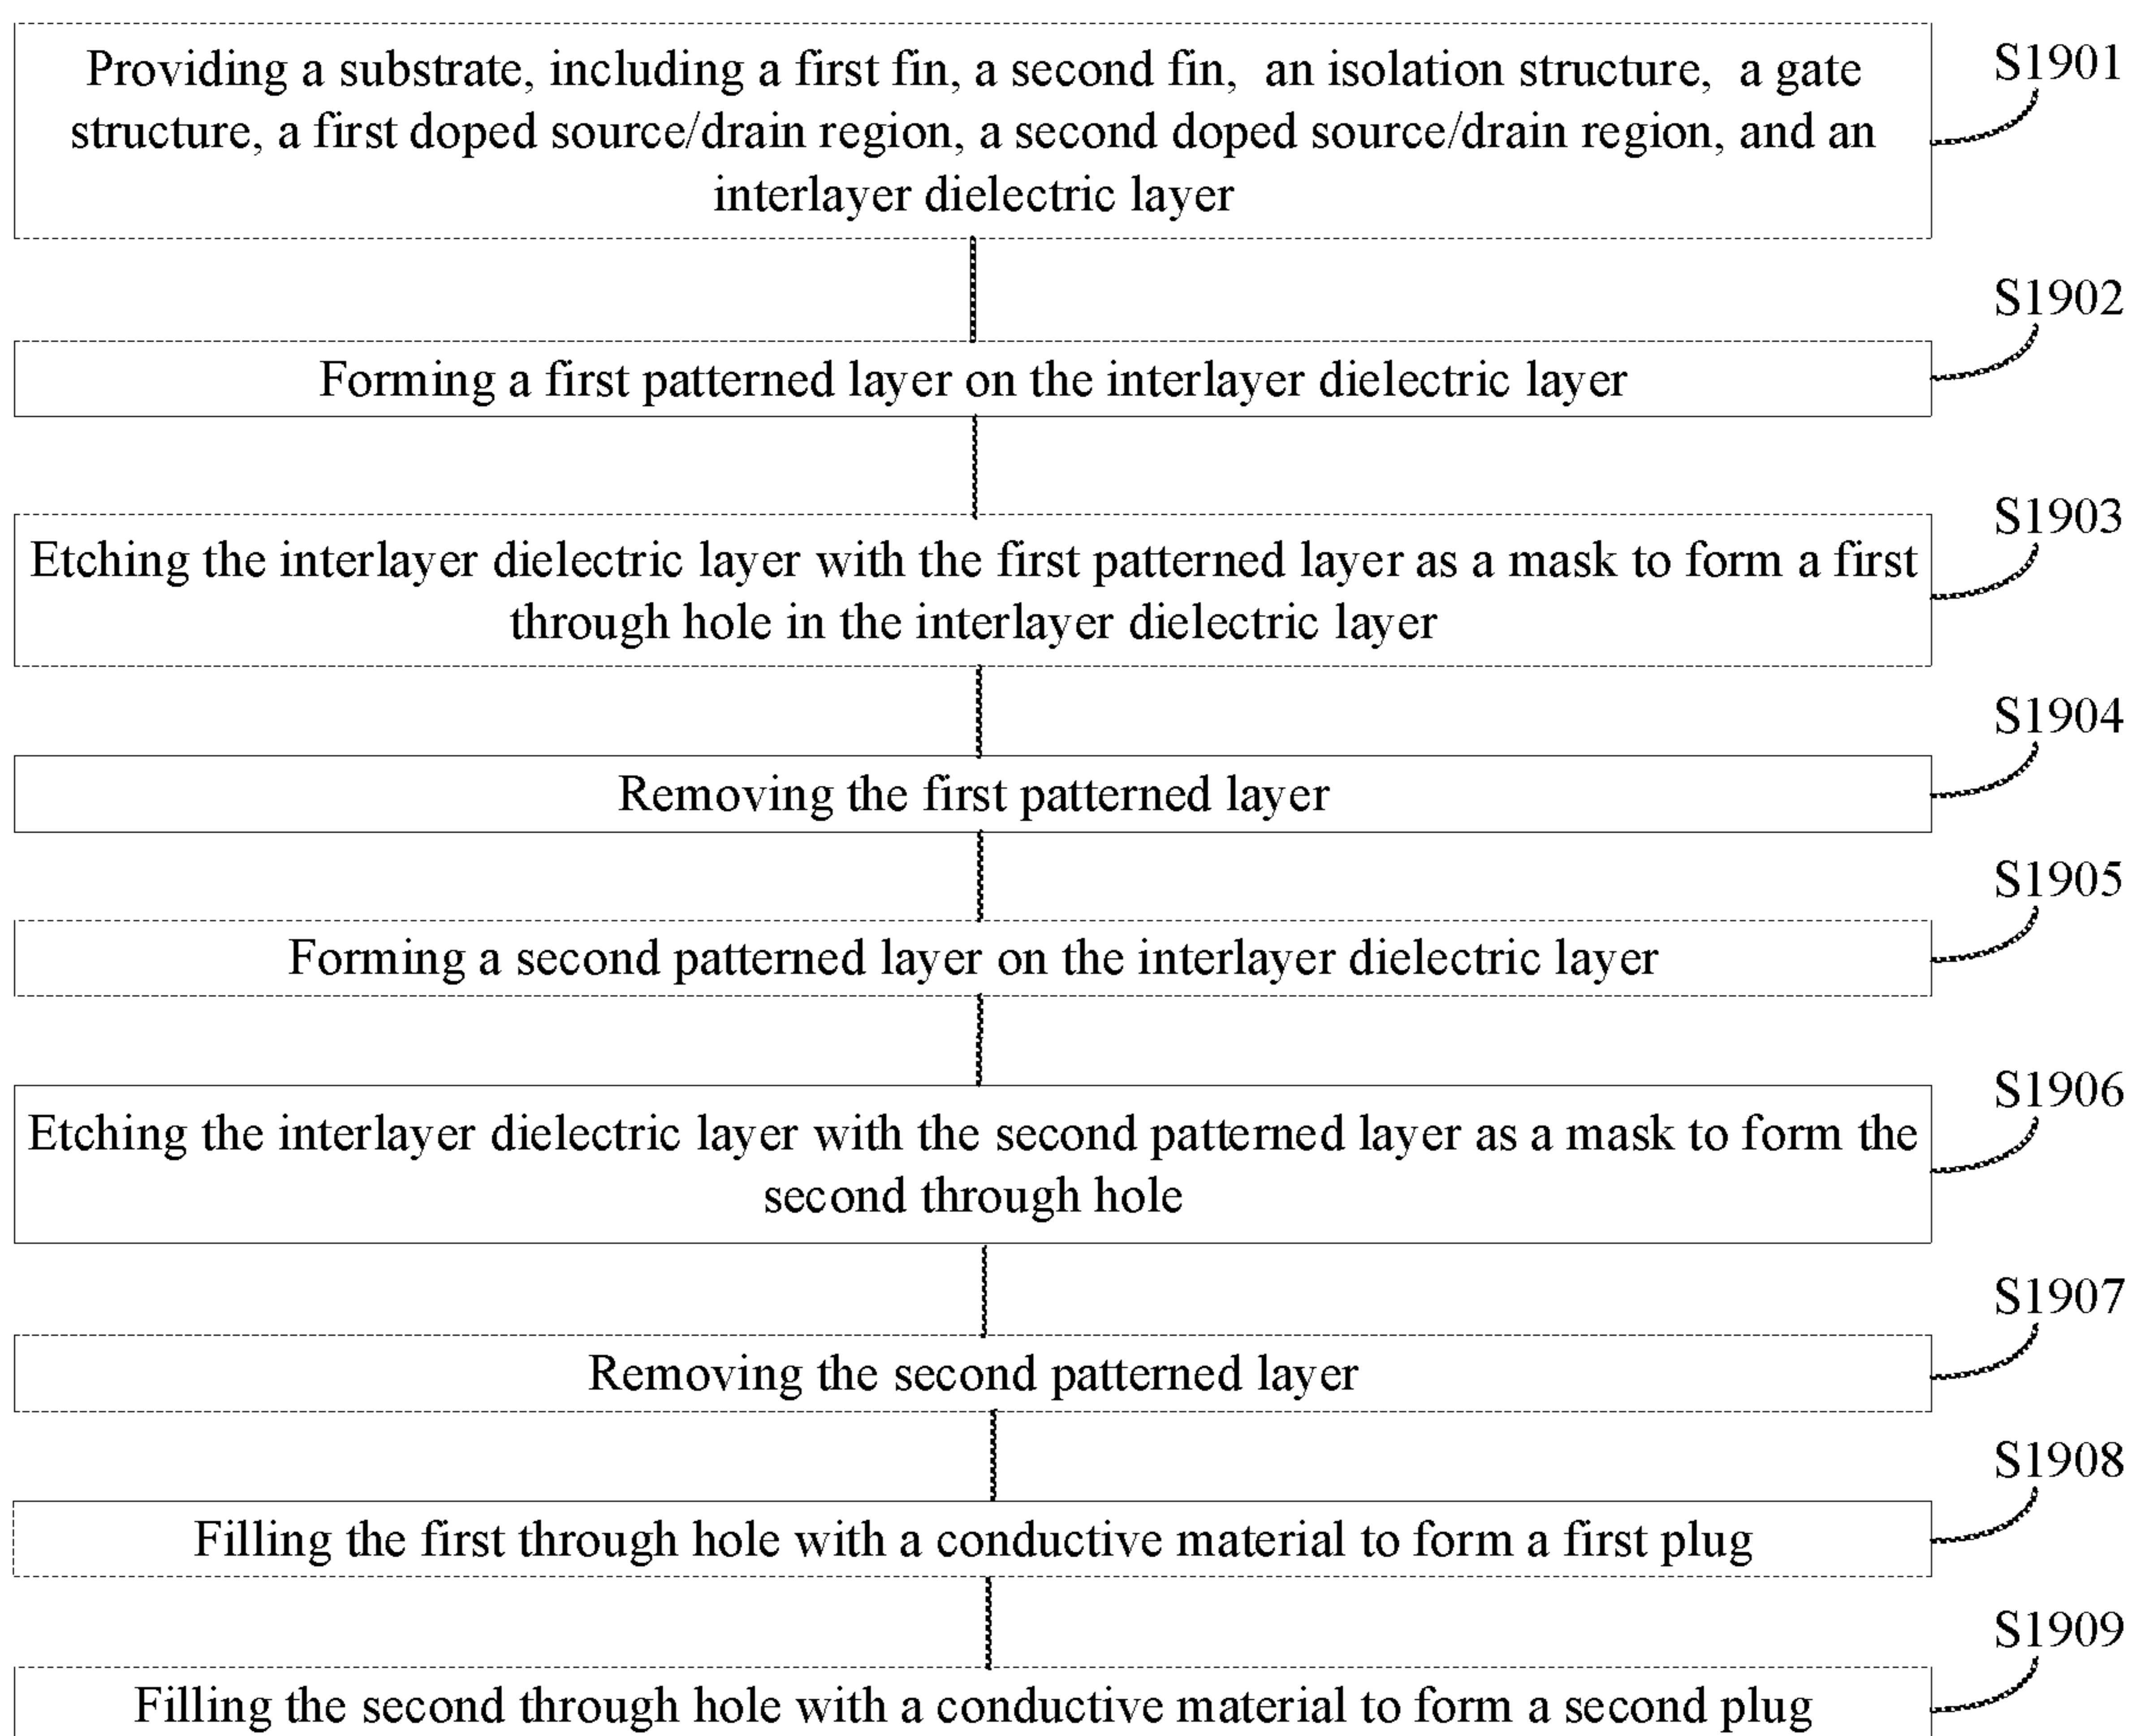 Providing a substrate, including a first fin, a second fin, an isolation structure, a gate
structure, a first doped source/drain region, a second doped source/drain region, and an
interlayer dielectric layer
S1901
Forming a first patterned layer on the interlayer dielectric layer
S1902
Etching the interlayer dielectric layer with the first patterned layer as a mask to form a first
through hole in the interlayer dielectric layer
S1903
Removing the first patterned layer
S1904
Forming a second patterned layer on the interlayer dielectric layer
S1905
Etching the interlayer dielectric layer with the second patterned layer as a mask to form the
second through hole
S1906
Removing the second patterned layer
S1907
Filling the first through hole with a conductive material to form a first plug
S1908
Filling the second through hole with a conductive material to form a second plug
S1909